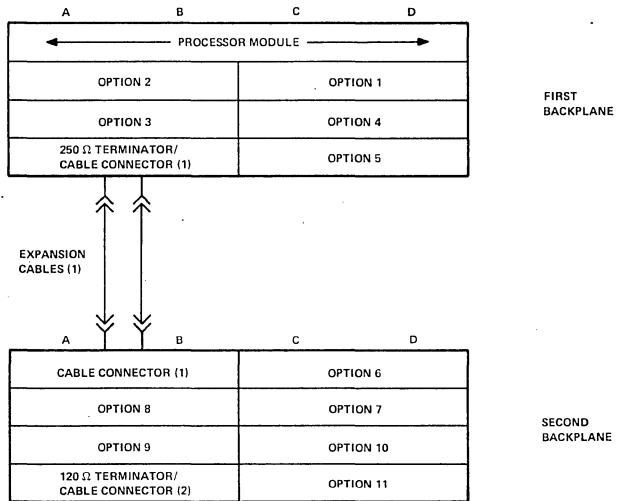 A B C D
PROCESSOR MODULE
OPTION 2 OPTION 1
OPTION 3 OPTION 4
250 Ω TERMINATOR/
CABLE CONNECTOR (1) OPTION 5
FIRST
BACKPLANE
EXPANSION
CABLES (1)
A B C D
CABLE CONNECTOR (1) OPTION 6
OPTION 8 OPTION 7
OPTION 9 OPTION 10
120 Ω TERMINATOR/
CABLE CONNECTOR (2) OPTION 11
SECOND
BACKPLANE